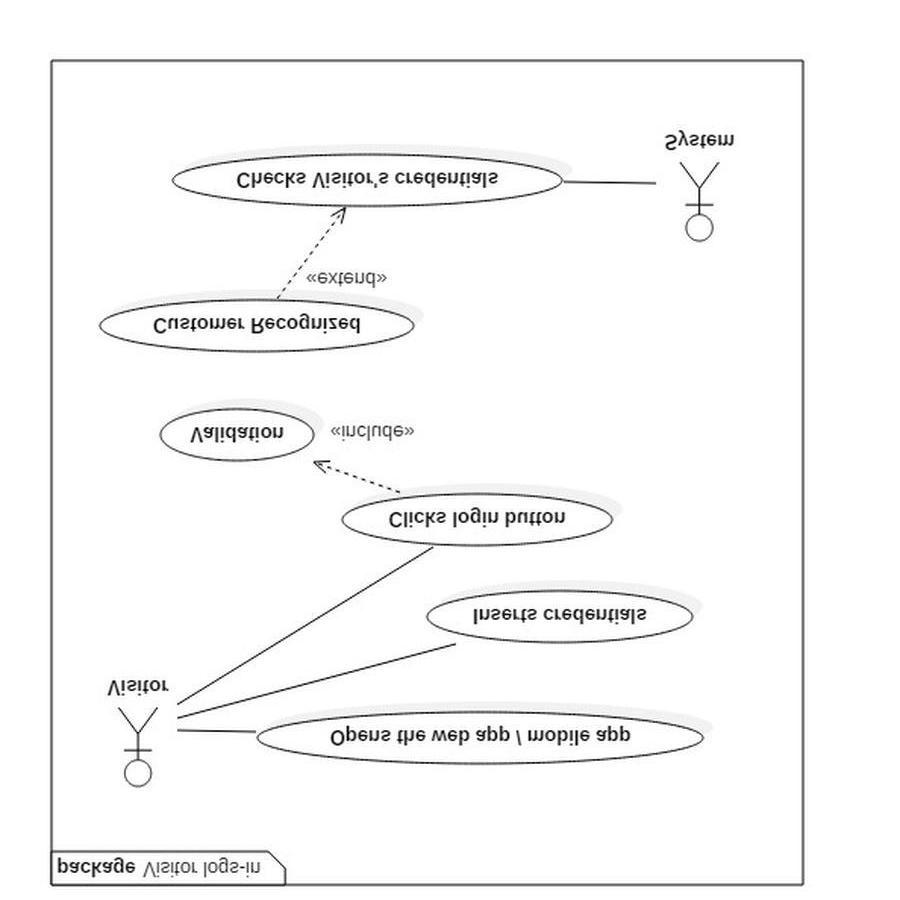 package Visitor logs-in
Opens the web app / mobile app
Visitor
Inserts credentials
Clicks login button
«include»
Validation
Customer Recognized
«extend»
Checks Visitor's credentials
System